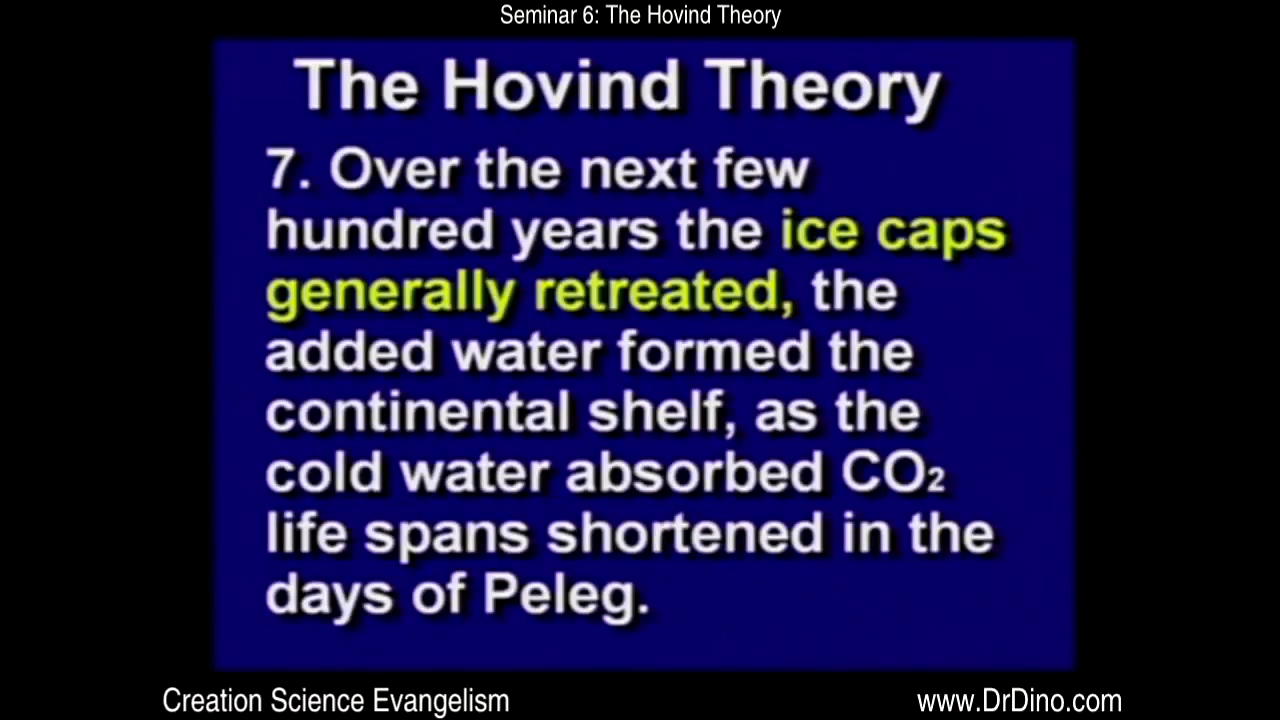 Seminar 6: The Hovind Theory
The Hovind Theory
7. Over the next few
hundred years the ice caps
generally retreated, the
added water formed the
continental shelf, as the
cold water absorbed CO₂
life spans shortened in the
days of Peleg.
Creation Science Evangelism
www.DrDino.com